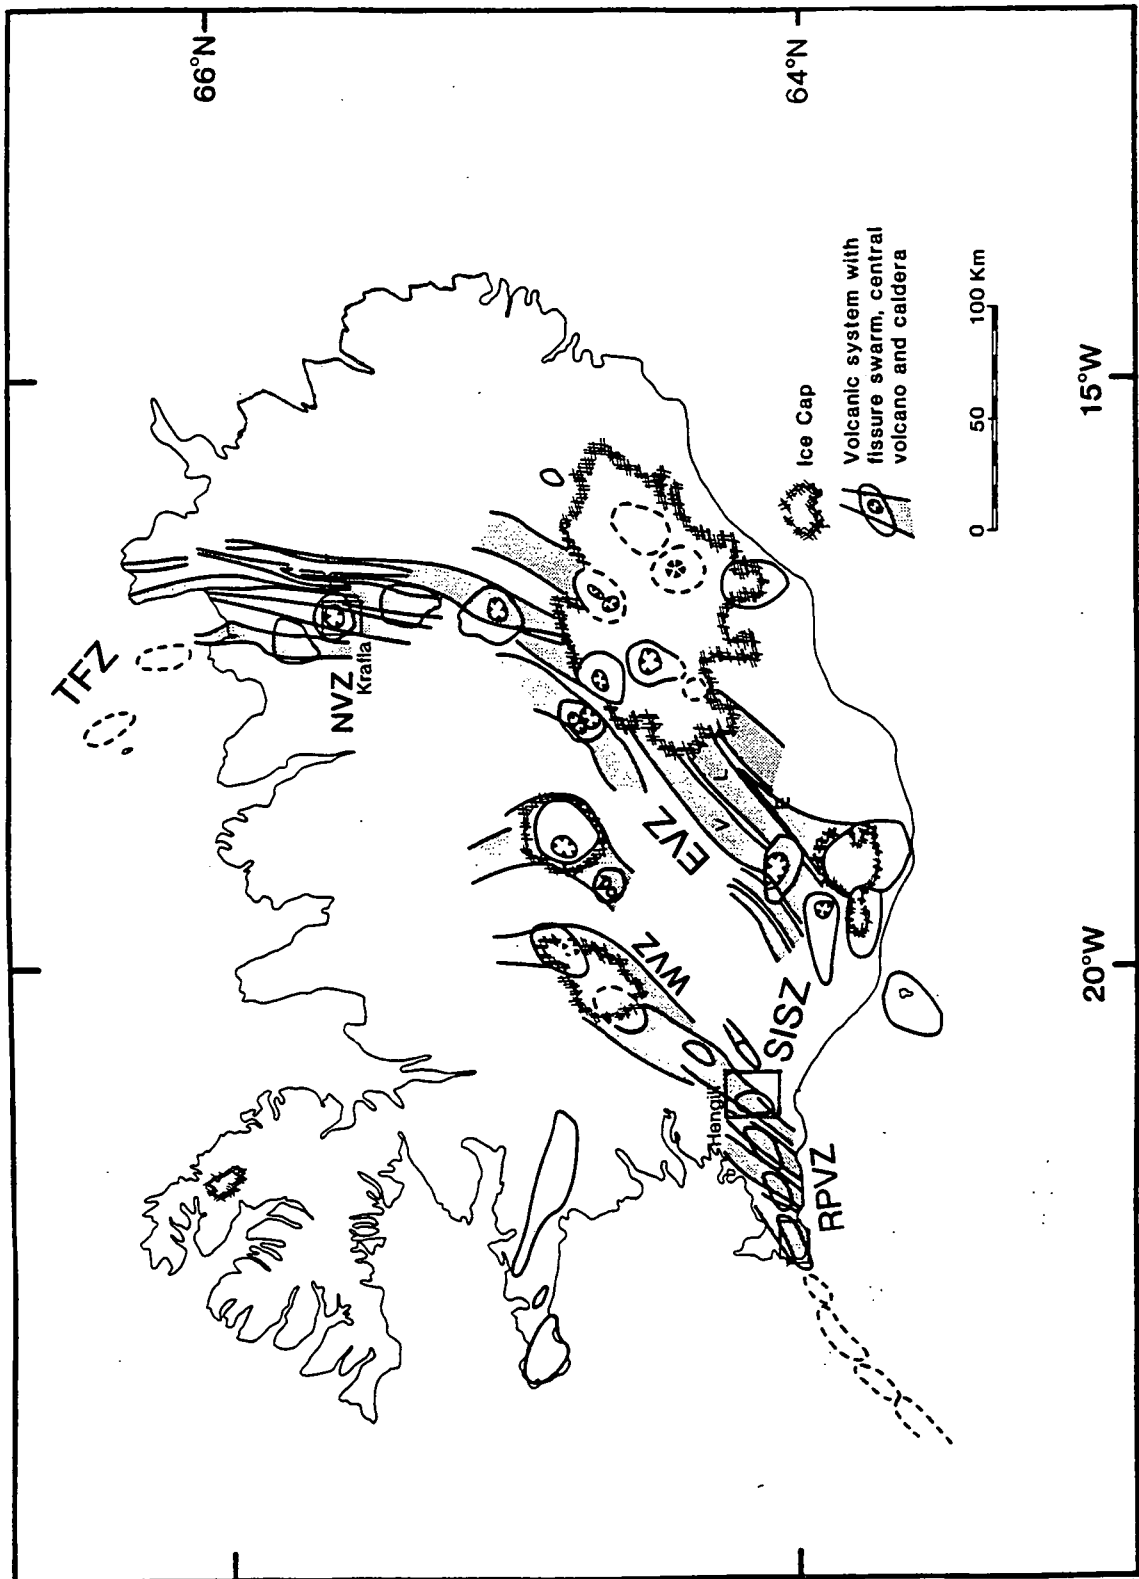 66°N
64°N
TFZ
NVZ
Krafla
EVZ
V
L
E
WVZ
SISZ
Hengill
RPVZ
Ice Cap
Volcanic system with
fissure swarm, central
volcano and caldera
0 50 100 Km
15°W
20°W